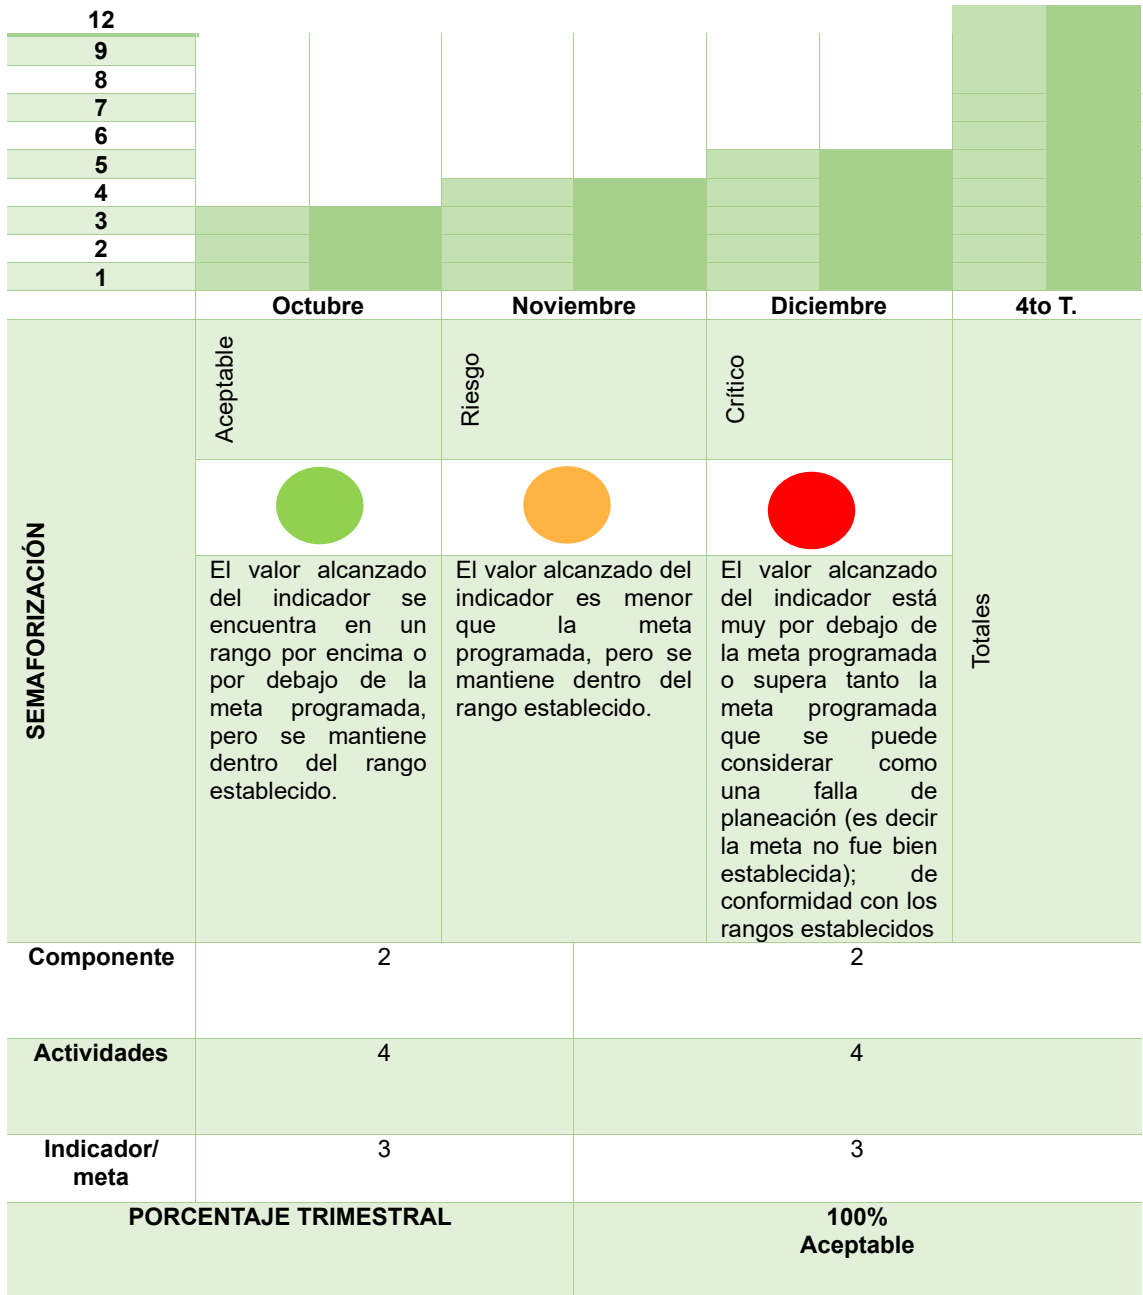 12
9
8
7
6
5
4
3
2
1
Octubre Noviembre Diciembre 4to T.
SEMAFORIZACIÓN
Aceptable
Riesgo
Crítico
Totales
El valor alcanzado
del indicador se
encuentra en un
rango por encima o
por debajo de la
meta programada,
pero se mantiene
dentro del rango
establecido.
El valor alcanzado del
indicador es menor
que la meta
programada, pero se
mantiene dentro del
rango establecido.
El valor alcanzado
del indicador está
muy por debajo de
la meta programada
o supera tanto la
meta programada
que se puede
considerar como
una falla de
planeación (es decir
la meta no fue bien
establecida); de
conformidad con los
rangos establecidos
Componente 2 2
Actividades 4 4
Indicador/ 3 3
meta
PORCENTAJE TRIMESTRAL 100%
Aceptable